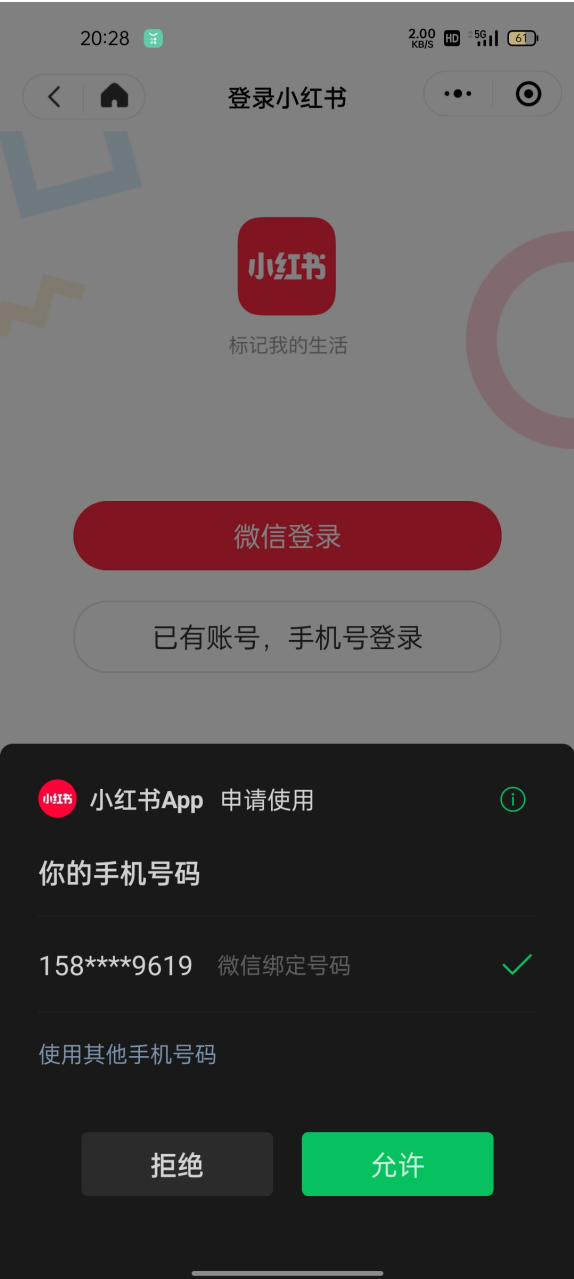 20:28
2.00 KB/S HD 5G 61
登录小红书
小红书
标记我的生活
微信登录
已有账号，手机号登录
小红书 小红书App 申请使用
你的手机号码
158****9619 微信绑定号码
使用其他手机号码
拒绝 允许